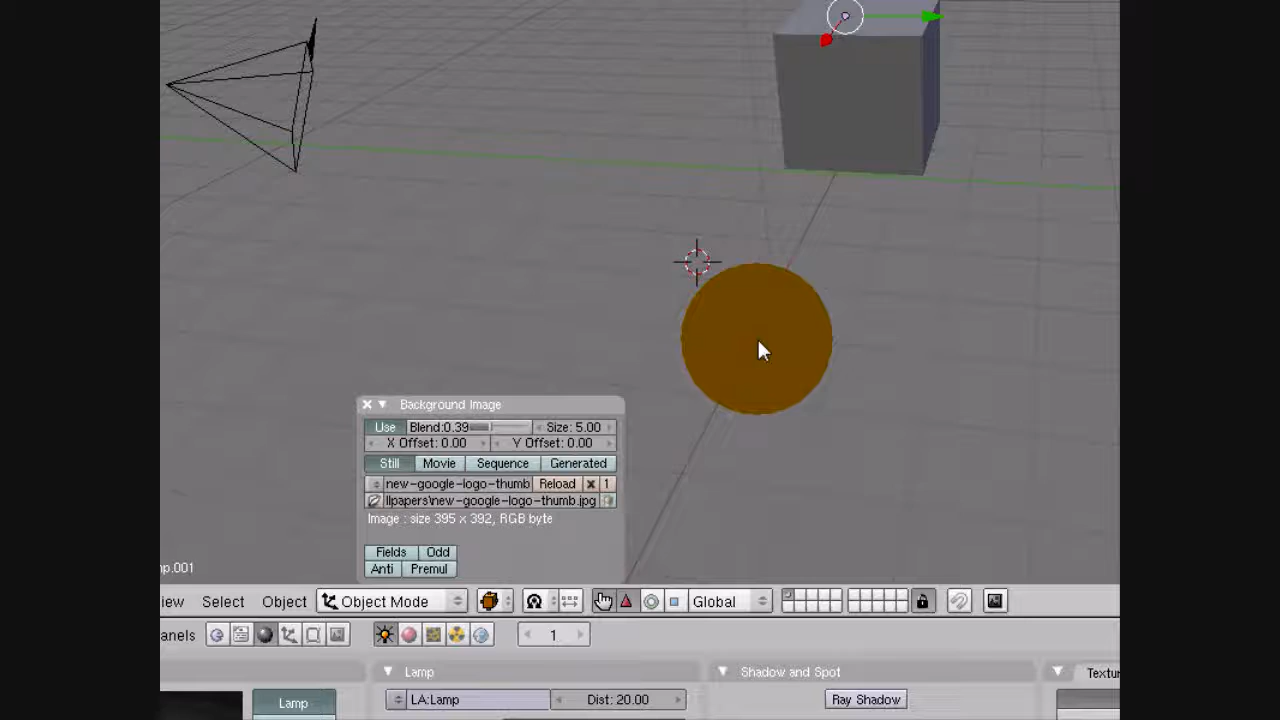 Background Image
Use Blend:0.39 Size: 5.00
X Offset: 0.00 Y Offset: 0.00
Still Movie Sequence Generated
new-google-logo-thumb Reload 1
llpapers\new-google-logo-thumb.jpg
Image : size 395 x 392, RGB byte
Fields Odd
Anti Premul
np.001
iew Select Object Object Mode Global
anels 1
Lamp Shadow and Spot Textur
Lamp LA:Lamp Dist: 20.00 Ray Shadow